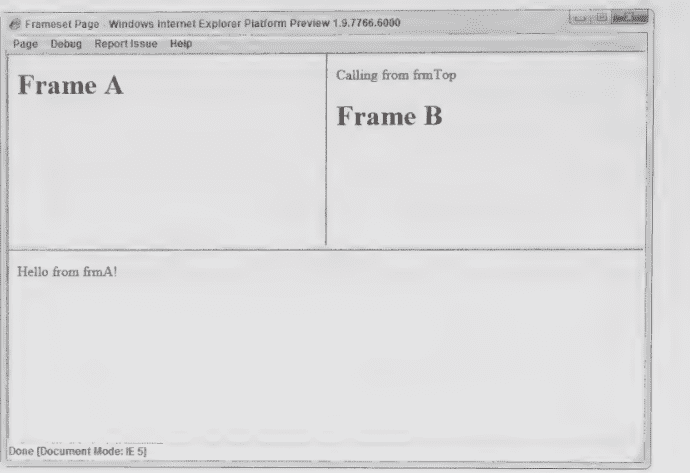 Frameset Page - Windows Internet Explorer Platform Preview 1.9.7766.6000
Page Debug Report Issue Help
Frame A
Calling from frmTop
Frame B
Hello from frmA!
Done [Document Mode: IE 5]